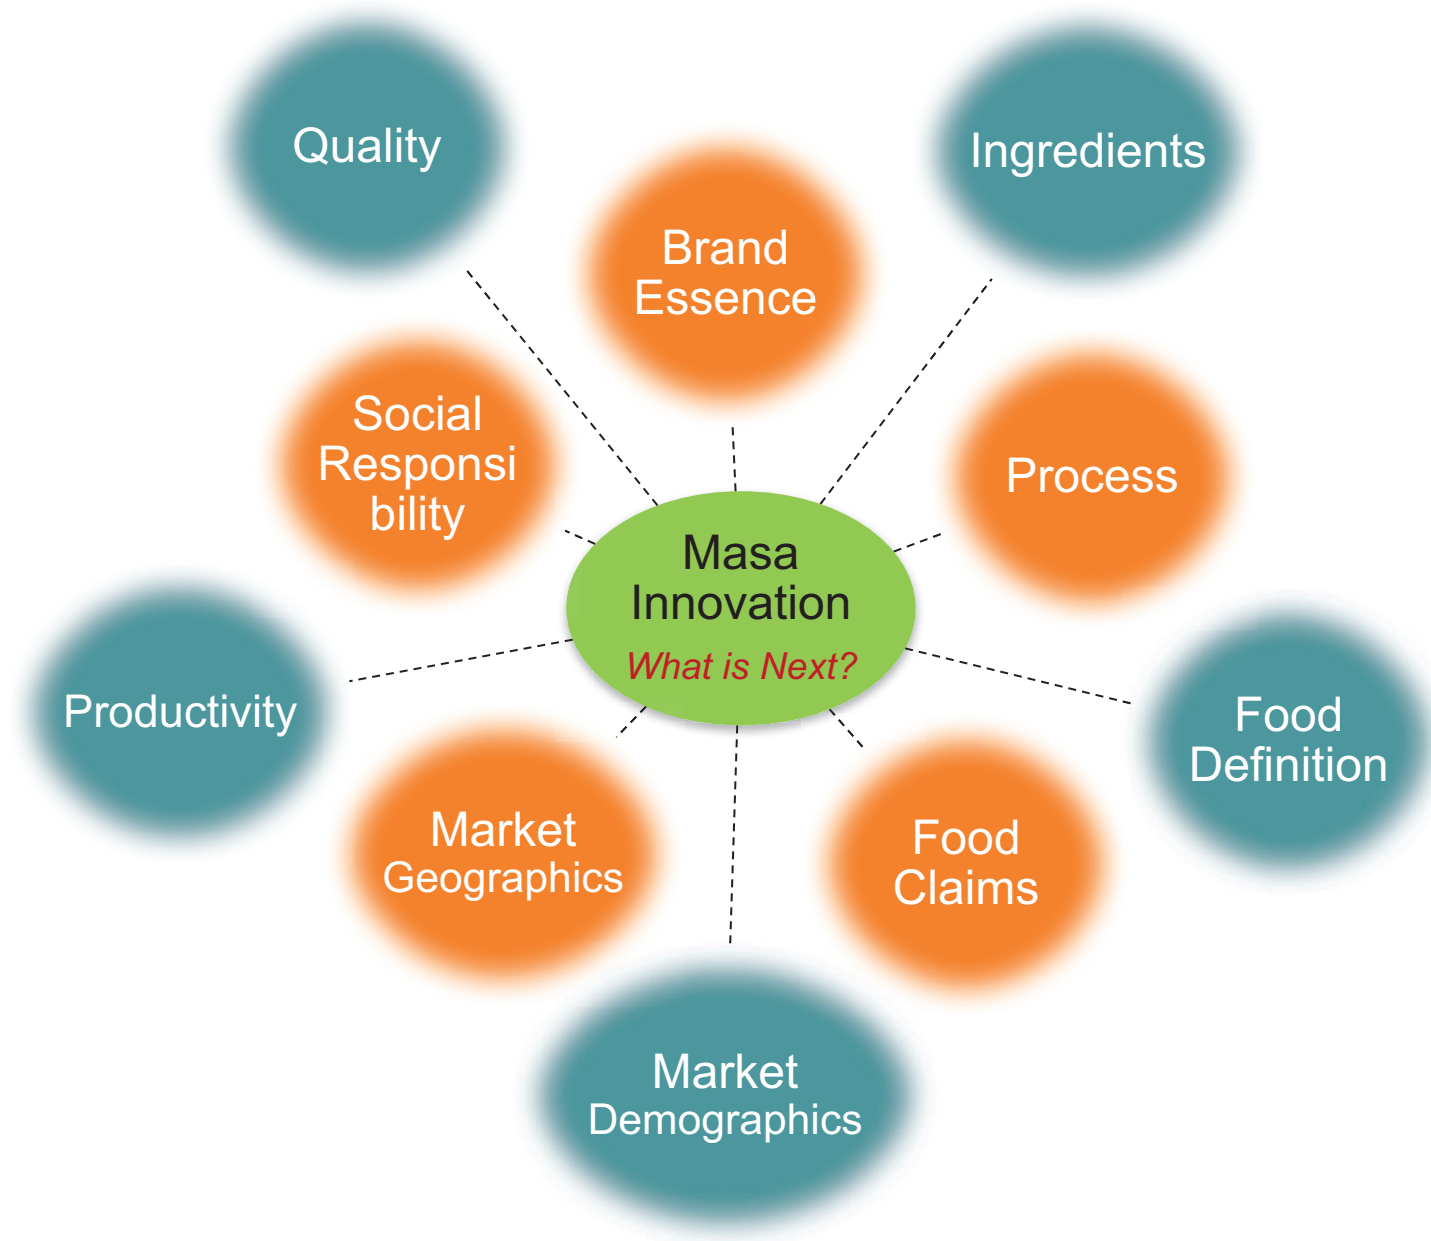 Quality
Ingredients
Brand
Essence
Social
Responsi
bility
Process
Masa
Innovation
What is Next?
Productivity
Food
Definition
Market
Geographics
Food
Claims
Market
Demographics